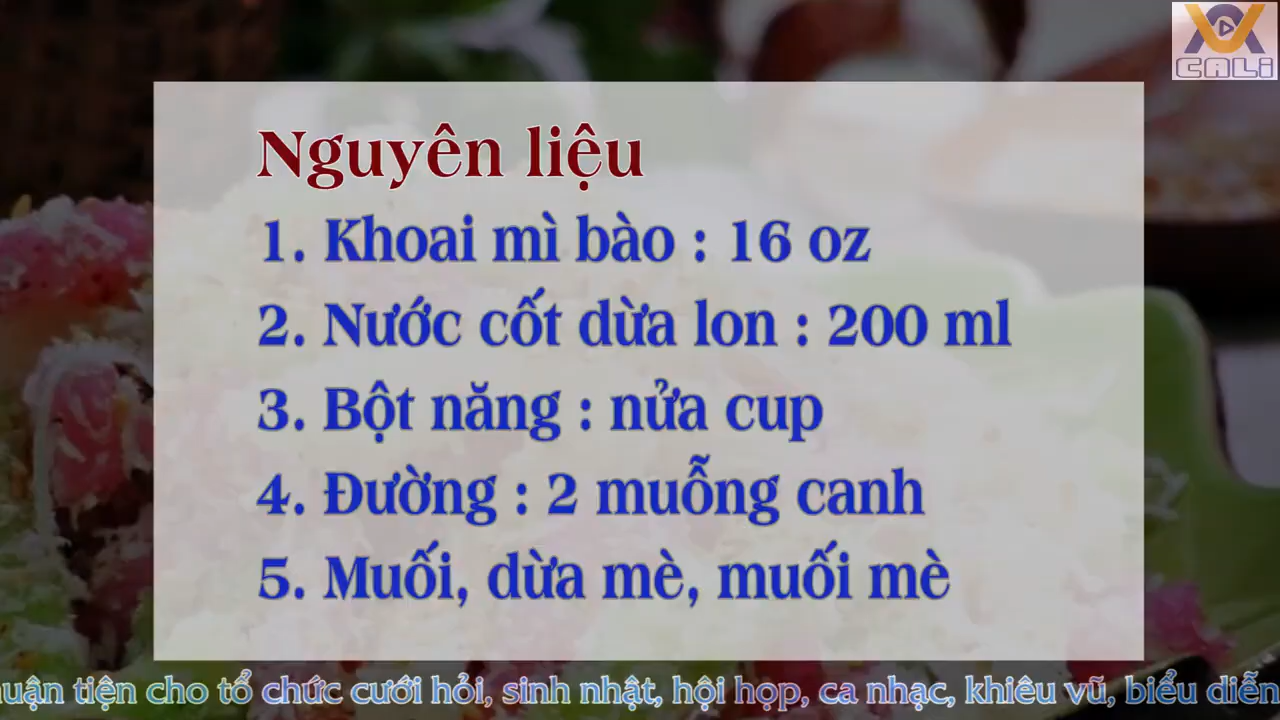 CALi
Nguyên liệu
1. Khoai mì bào : 16 oz
2. Nước cốt dừa lon : 200 ml
3. Bột năng : nửa cup
4. Đường : 2 muỗng canh
5. Muối, dừa mè, muối mè
tiện cho tổ chức cưới hỏi, sinh nhật, hội họp, ca nhạc, khiêu vũ, biểu diễn